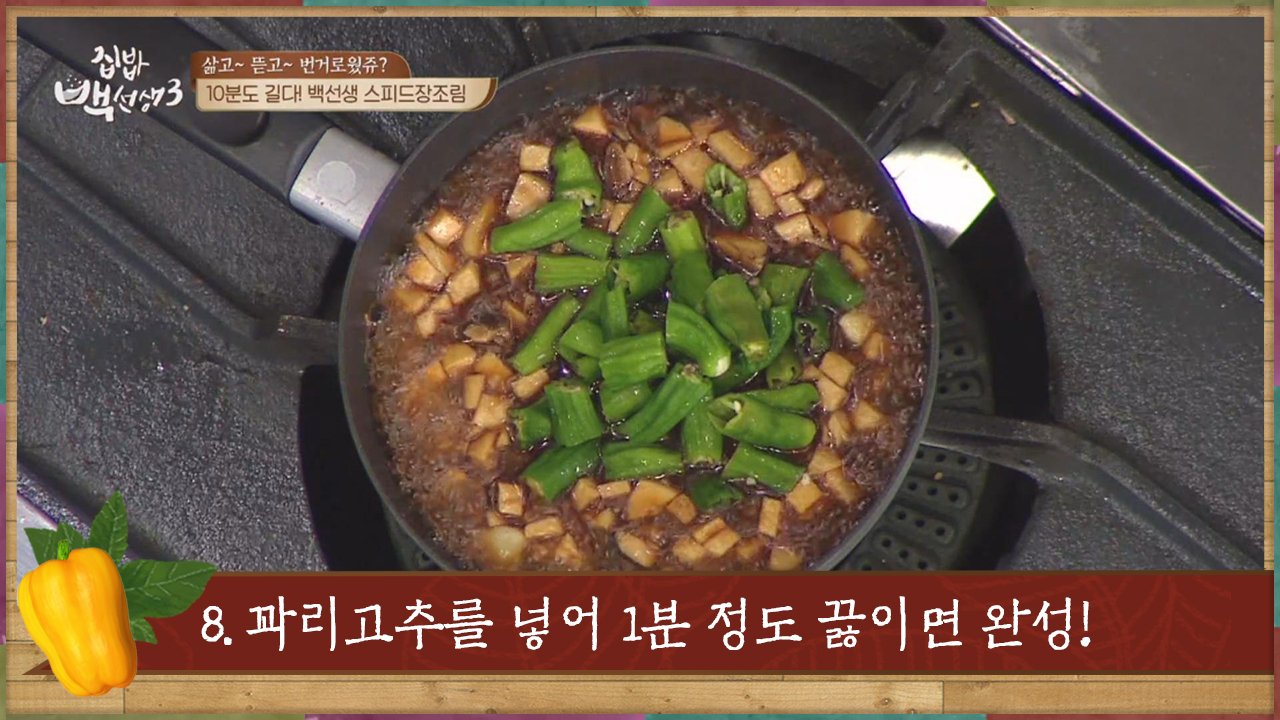 집밥
백선생3
삶고~ 뜯고~ 번거로웠쥬?
10분도 길다! 백선생 스피드장조림
8. 꽈리고추를 넣어 1분 정도 끓이면 완성!